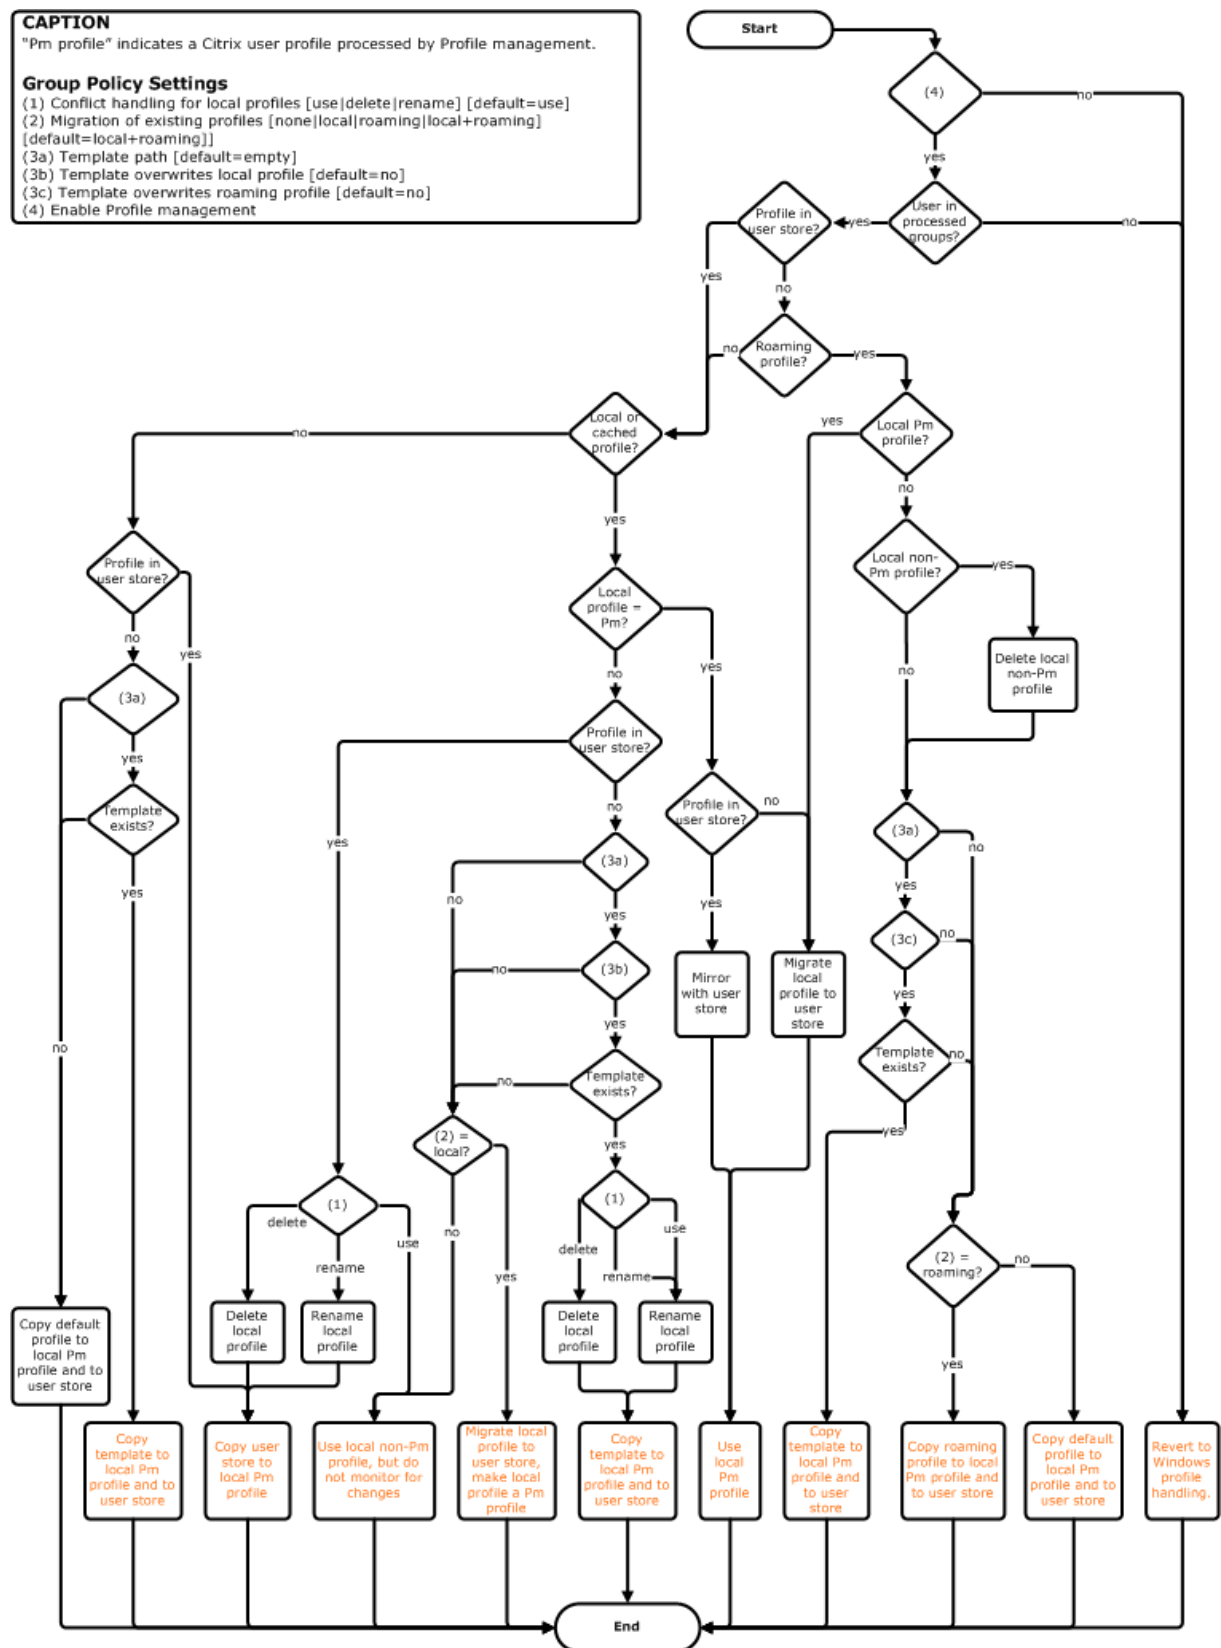 CAPTION
"Pm profile" indicates a Citrix user profile processed by Profile management.
Group Policy Settings
(1) Conflict handling for local profiles [use|delete|rename] [default=use]
(2) Migration of existing profiles [none|local|roaming|local+roaming]
[default=local+roaming]]
(3a) Template path [default=empty]
(3b) Template overwrites local profile [default=no]
(3c) Template overwrites roaming profile [default=no]
(4) Enable Profile management
Start
(4)
no
yes
User in
processed
groups?
no
yes
Profile in
user store?
yes
no
Roaming
profile?
no
yes
Local or
cached
profile?
no
yes
Local Pm
profile?
yes
no
Profile in
user store?
no
yes
(3a)
yes
Template
exists?
yes
no
Local
profile =
Pm?
yes
no
Profile in
user store?
yes
no
Profile in
user store?
no
yes
(3a)
no
yes
(3b)
no
yes
Template
exists?
no
yes
Mirror
with user
store
Migrate
local
profile to
user
store
Local non-
Pm profile?
yes
no
Delete local
non-Pm
profile
(3a)
no
yes
(3c)
no
yes
Template
exists?
no
yes
(2) =
local?
no
yes
(1)
delete
use
rename
(1)
delete
use
rename
(2) =
roaming?
no
yes
Copy default
profile to
local Pm
profile and to
user store
Delete
local
profile
Rename
local
profile
Delete
local
profile
Rename
local
profile
Copy
template to
local Pm
profile and to
user store
Copy user
store to
local Pm
profile
Use local non-Pm
profile, but do
not monitor for
changes
Migrate local
profile to
user store,
make local
profile a Pm
profile
Copy
template to
local Pm
profile and to
user store
Use
local
Pm
profile
Copy
template to
local Pm
profile and
to user
store
Copy roaming
profile to local
Pm profile and
to user store
Copy default
profile to
local Pm
profile and to
user store
Revert to
Windows
profile
handling.
End